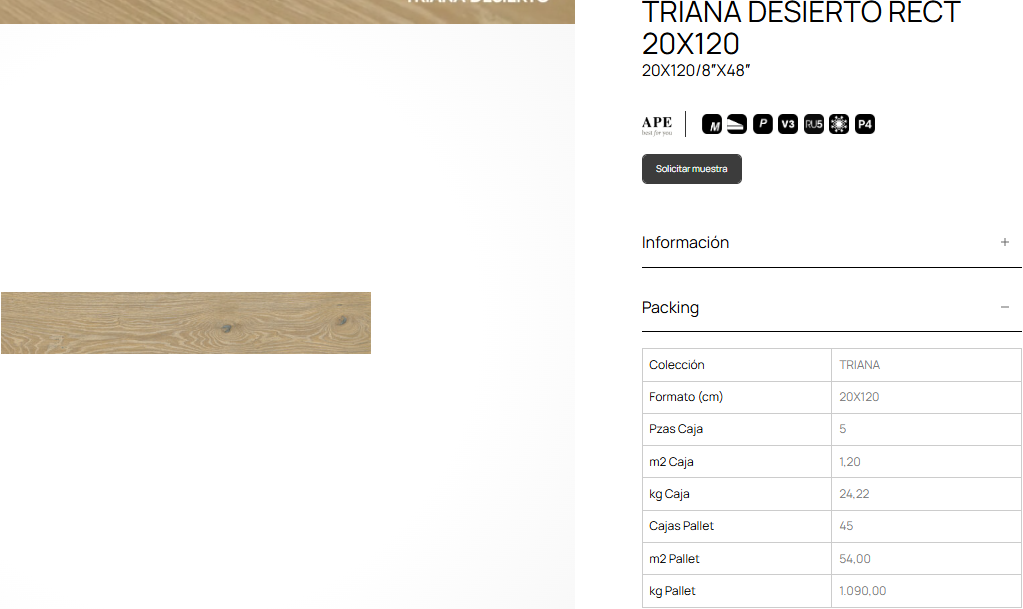 TRIANA DESIERTO
TRIANA DESIERTO RECT
20X120
20X120/8″X48″
APE
best for you
M
P
V3
RU5
P4
Solicitar muestra
Información +
Packing −
Colección TRIANA
Formato (cm) 20X120
Pzas Caja 5
m2 Caja 1,20
kg Caja 24,22
Cajas Pallet 45
m2 Pallet 54,00
kg Pallet 1.090,00